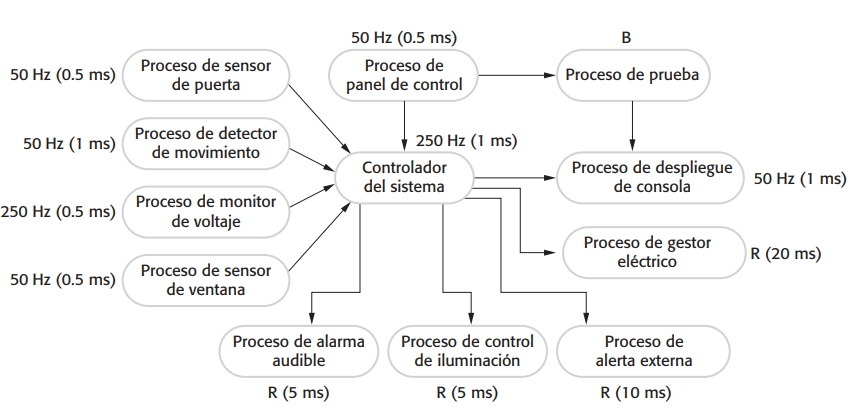 50 Hz (0.5 ms)
B
50 Hz (0.5 ms)
Proceso de sensor
de puerta
Proceso de
panel de control
Proceso de prueba
50 Hz (1 ms)
Proceso de detector
de movimiento
250 Hz (1 ms)
Controlador
del sistema
Proceso de despliegue
de consola
50 Hz (1 ms)
250 Hz (0.5 ms)
Proceso de monitor
de voltaje
Proceso de gestor
eléctrico
R (20 ms)
50 Hz (0.5 ms)
Proceso de sensor
de ventana
Proceso de alarma
audible
Proceso de control
de iluminación
Proceso de
alerta externa
R (5 ms)
R (5 ms)
R (10 ms)